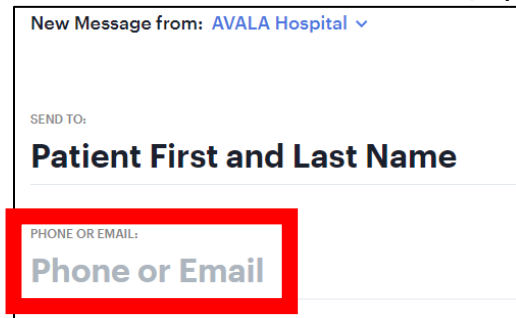 New Message from: AVALA Hospital
SEND TO:
Patient First and Last Name
PHONE OR EMAIL:
Phone or Email